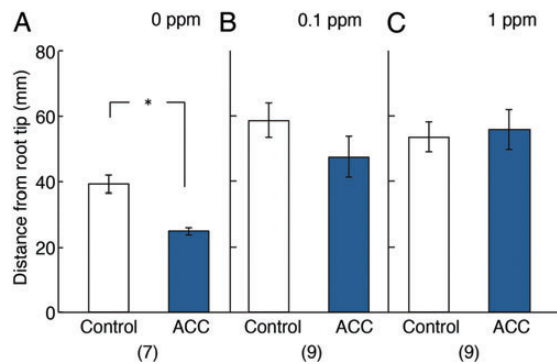 A 0 ppm B 0.1 ppm C 1 ppm
80
60
40
20
0
Distance from root tip (mm)
*
Control ACC Control ACC Control ACC
(7) (9) (9)